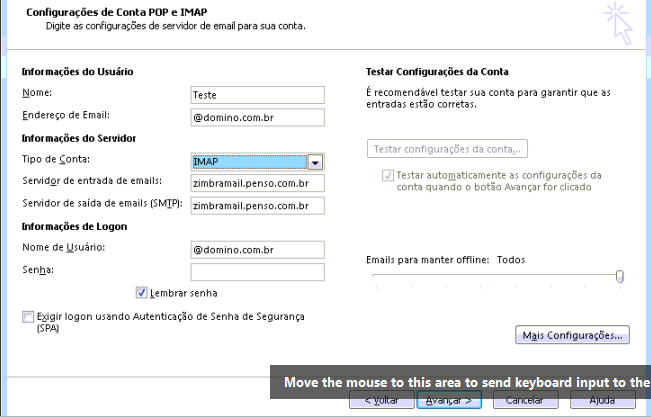 Configurações de Conta POP e IMAP
Digite as configurações de servidor de email para sua conta.
Informações do Usuário
Nome:
Teste
Endereço de Email:
@domino.com.br
Informações do Servidor
Tipo de Conta:
IMAP
Servidor de entrada de emails:
zimbramail.penso.com.br
Servidor de saída de emails (SMTP):
zimbramail.penso.com.br
Informações de Logon
Nome de Usuário:
@domino.com.br
Senha:
Lembrar senha
Exigir logon usando Autenticação de Senha de Segurança
(SPA)
Testar Configurações da Conta
É recomendável testar sua conta para garantir que as
entradas estão corretas.
Testar configurações da conta...
Testar automaticamente as configurações da
conta quando o botão Avançar for clicado
Emails para manter offline: Todos
Mais Configurações...
Move the mouse to this area to send keyboard input to the
< Voltar
Avançar >
Cancelar
Ajuda